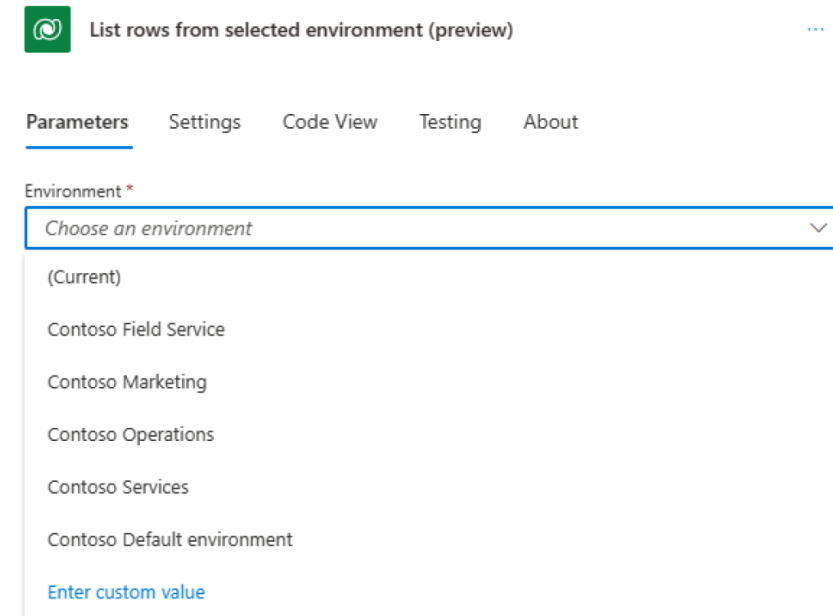 List rows from selected environment (preview)
Parameters Settings Code View Testing About
Environment *
Choose an environment
(Current)
Contoso Field Service
Contoso Marketing
Contoso Operations
Contoso Services
Contoso Default environment
Enter custom value